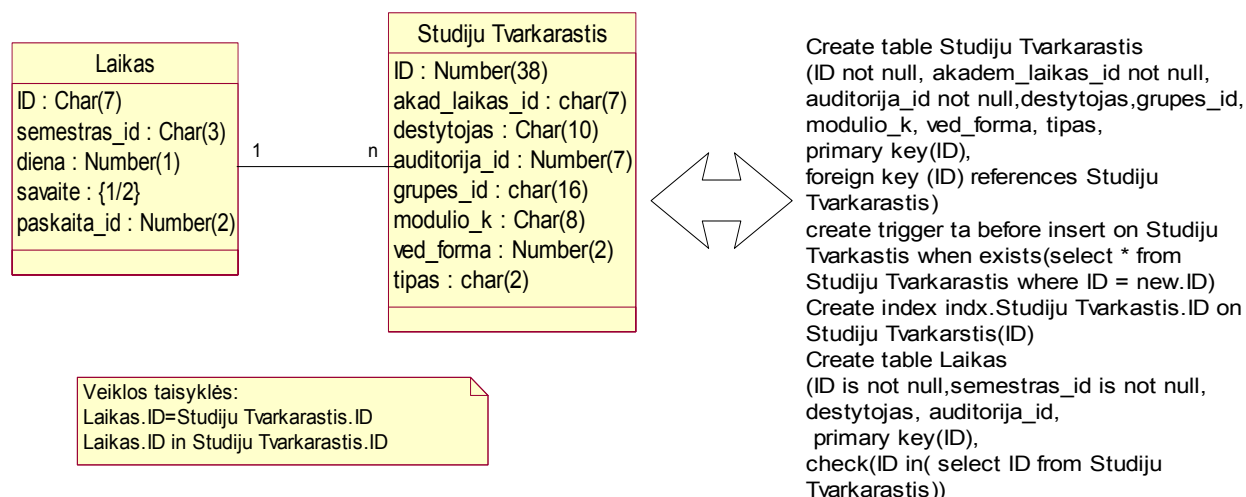 Laikas
ID : Char(7)
semestras_id : Char(3)
diena : Number(1)
savaite : {1/2}
paskaita_id : Number(2)
1
n
Studiju Tvarkarastis
ID : Number(38)
akad_laikas_id : char(7)
destytojas : Char(10)
auditorija_id : Number(7)
grupes_id : char(16)
modulio_k : Char(8)
ved_forma : Number(2)
tipas : char(2)
Veiklos taisyklės:
Laikas.ID=Studiju Tvarkarastis.ID
Laikas.ID in Studiju Tvarkarastis.ID
Create table Studiju Tvarkarastis
(ID not null, akadem_laikas_id not null,
auditorija_id not null,destytojas,grupes_id,
modulio_k, ved_forma, tipas,
primary key(ID),
foreign key (ID) references Studiju
Tvarkarastis)
create trigger ta before insert on Studiju
Tvarkastis when exists(select * from
Studiju Tvarkarastis where ID = new.ID)
Create index indx.Studiju Tvarkastis.ID on
Studiju Tvarkarstis(ID)
Create table Laikas
(ID is not null,semestras_id is not null,
destytojas, auditorija_id,
primary key(ID),
check(ID in( select ID from Studiju
Tvarkarastis))